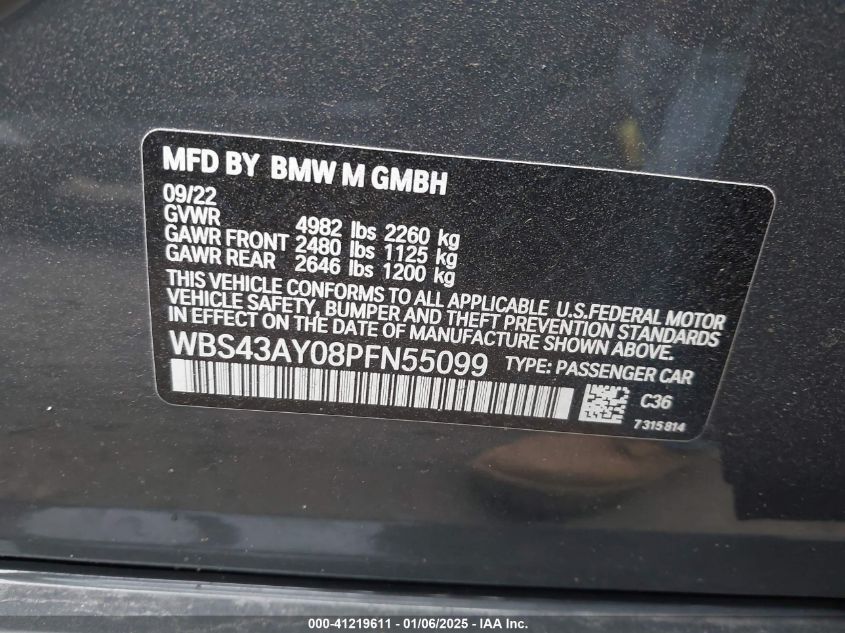 MFD BY BMW M GMBH
09/22
GVWR 4982 lbs 2260 kg
GAWR FRONT 2480 lbs 1125 kg
GAWR REAR 2646 lbs 1200 kg
THIS VEHICLE CONFORMS TO ALL APPLICABLE U.S.FEDERAL MOTOR
VEHICLE SAFETY, BUMPER AND THEFT PREVENTION STANDARDS
IN EFFECT ON THE DATE OF MANUFACTURE SHOWN ABOVE.
WBS43AY08PFN55099 TYPE: PASSENGER CAR
C36
7315814
000-41219611 - 01/06/2025 - IAA Inc.